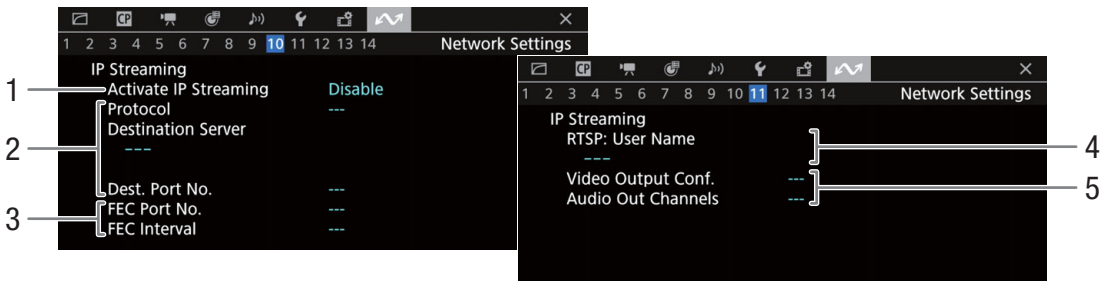 CP
×
1 2 3 4 5 6 7 8 9 10 11 12 13 14 Network Settings
IP Streaming
1 Activate IP Streaming Disable
Protocol ---
Destination Server
2 ---
Dest. Port No. ---
3 FEC Port No. ---
FEC Interval ---
CP
×
1 2 3 4 5 6 7 8 9 10 11 12 13 14 Network Settings
IP Streaming
RTSP: User Name
--- 4
Video Output Conf. --- 5
Audio Out Channels ---